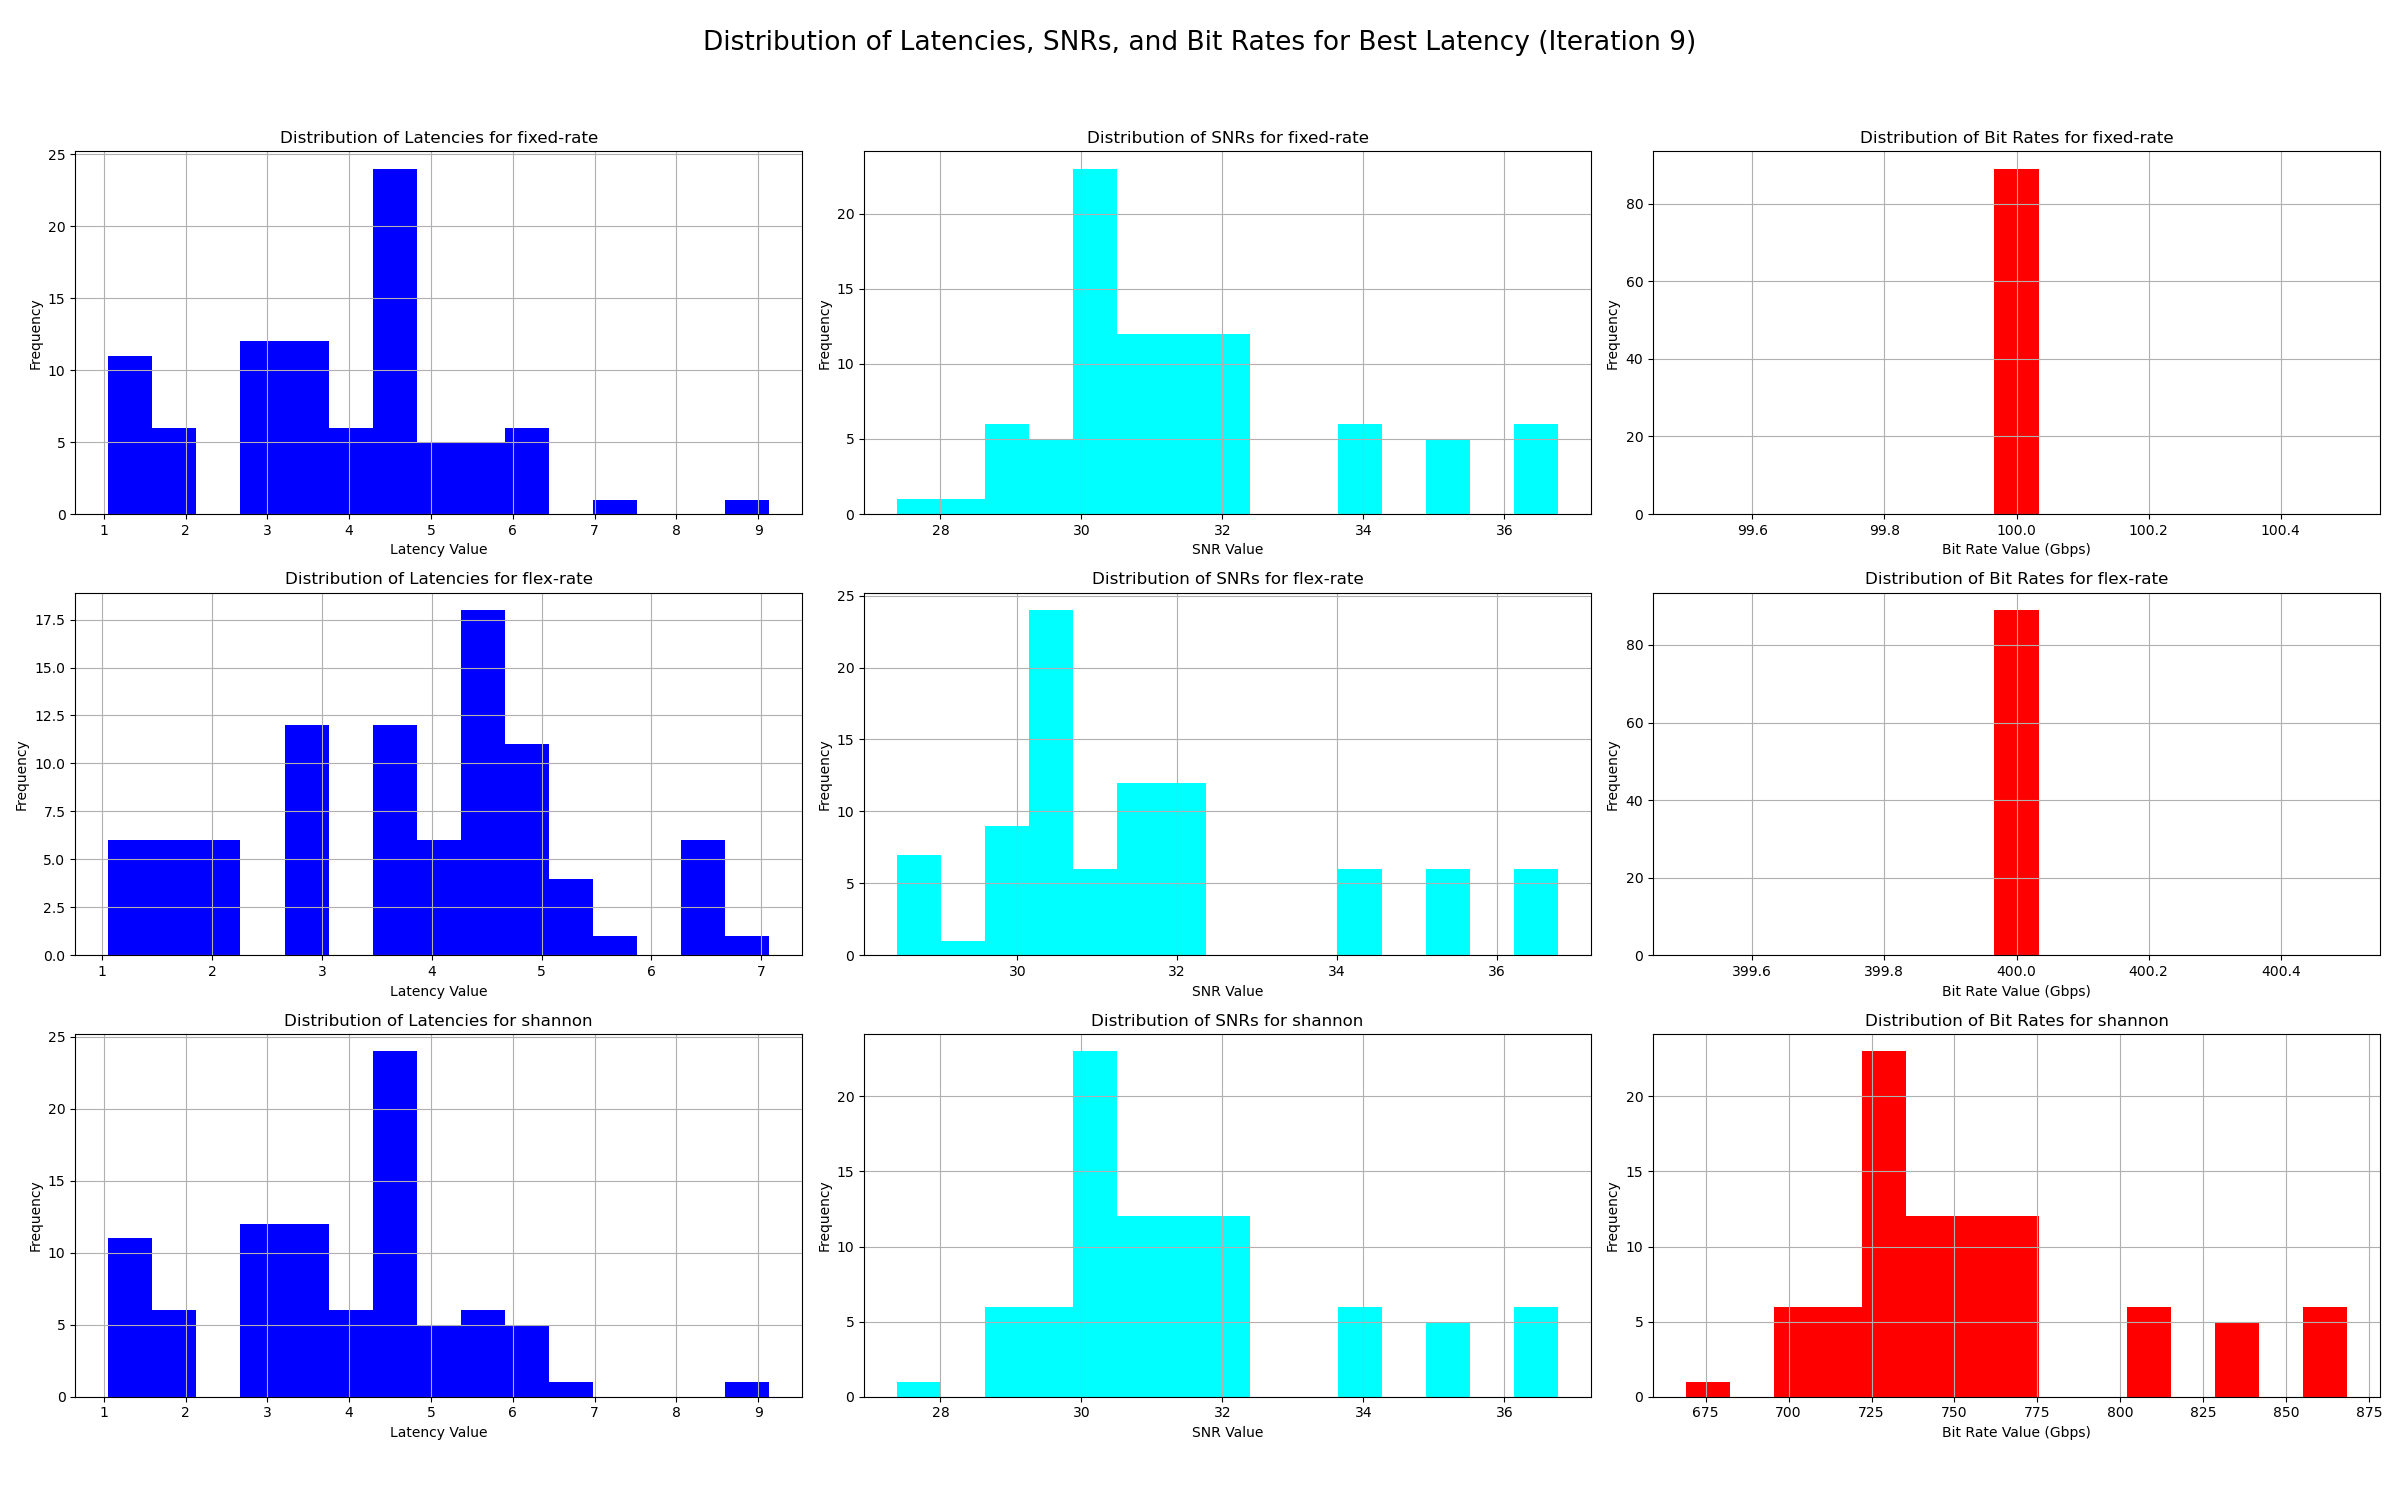 Distribution of Latencies, SNRs, and Bit Rates for Best Latency (Iteration 9)
Distribution of Latencies for fixed-rate
Frequency
25
20
15
10
5
0
1 2 3 4 5 6 7 8 9
Latency Value
Distribution of SNRs for fixed-rate
Frequency
20
15
10
5
0
28 30 32 34 36
SNR Value
Distribution of Bit Rates for fixed-rate
Frequency
80
60
40
20
0
99.6 99.8 100.0 100.2 100.4
Bit Rate Value (Gbps)
Distribution of Latencies for flex-rate
Frequency
17.5
15.0
12.5
10.0
7.5
5.0
2.5
0.0
1 2 3 4 5 6 7
Latency Value
Distribution of SNRs for flex-rate
Frequency
25
20
15
10
5
0
30 32 34 36
SNR Value
Distribution of Bit Rates for flex-rate
Frequency
80
60
40
20
0
399.6 399.8 400.0 400.2 400.4
Bit Rate Value (Gbps)
Distribution of Latencies for shannon
Frequency
25
20
15
10
5
0
1 2 3 4 5 6 7 8 9
Latency Value
Distribution of SNRs for shannon
Frequency
20
15
10
5
0
28 30 32 34 36
SNR Value
Distribution of Bit Rates for shannon
Frequency
20
15
10
5
0
675 700 725 750 775 800 825 850 875
Bit Rate Value (Gbps)